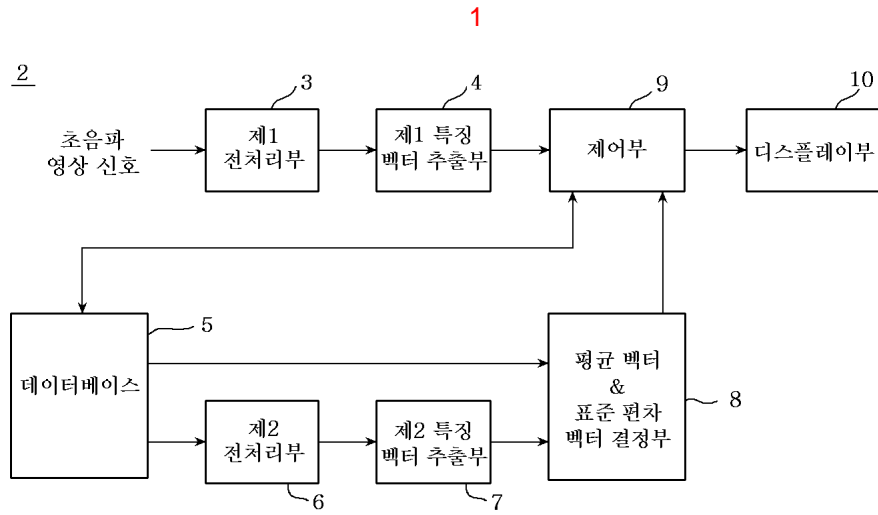 1
2
3
4
9
10
초음파
영상 신호
제1
전처리부
제1 특징
벡터 추출부
제어부
디스플레이부
5
데이터베이스
평균 벡터
&
표준 편차
벡터 결정부
8
제2
전처리부
제2 특징
벡터 추출부
6
7